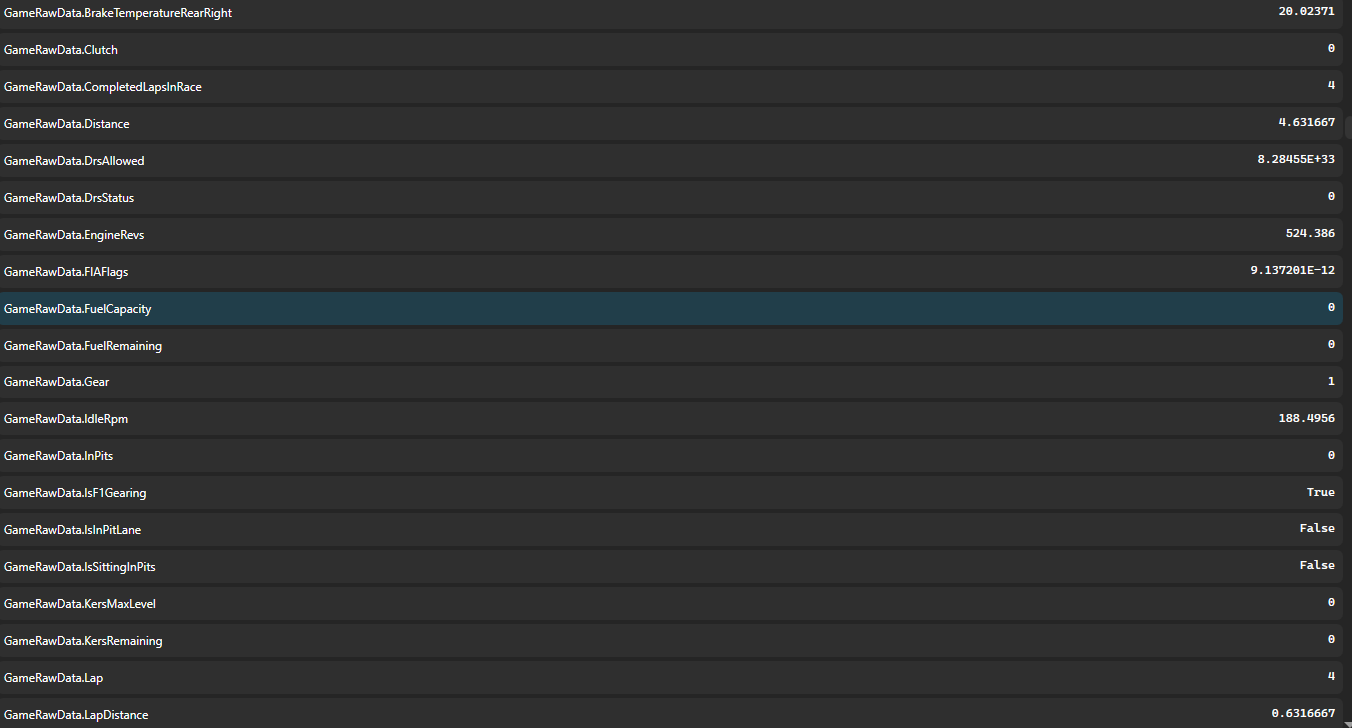 GameRawData.BrakeTemperatureRearRight 20.02371
GameRawData.Clutch 0
GameRawData.CompletedLapsInRace 4
GameRawData.Distance 4.631667
GameRawData.DrsAllowed 8.28455E+33
GameRawData.DrsStatus 0
GameRawData.EngineRevs 524.386
GameRawData.FIAFlags 9.137201E-12
GameRawData.FuelCapacity 0
GameRawData.FuelRemaining 0
GameRawData.Gear 1
GameRawData.IdleRpm 188.4956
GameRawData.InPits 0
GameRawData.IsF1Gearing True
GameRawData.IsInPitLane False
GameRawData.IsSittingInPits False
GameRawData.KersMaxLevel 0
GameRawData.KersRemaining 0
GameRawData.Lap 4
GameRawData.LapDistance 0.6316667